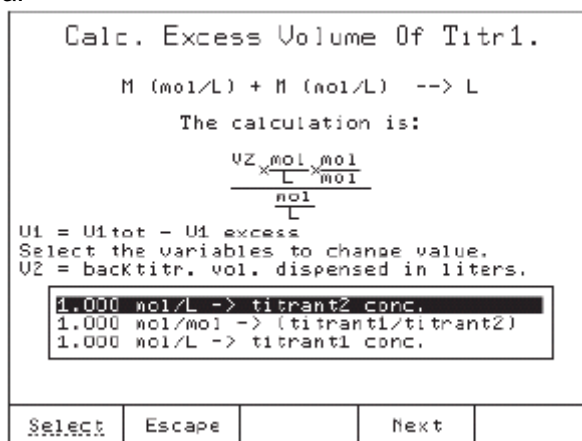 Calc. Excess Volume Of Titr1.
M (mol/L) + M (mol/L) --> L
The calculation is:
V2 x mol/L x mol/mol
mol/L
V1 = V1tot - V1 excess
Select the variables to change value.
V2 = backtitr. vol. dispensed in liters.
1.000 mol/L -> titrant2 conc.
1.000 mol/mol -> (titrant1/titrant2)
1.000 mol/L -> titrant1 conc.
Select Escape Next